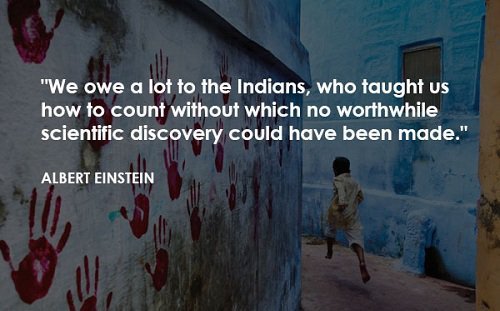 "We owe a lot to the Indians, who taught us
how to count without which no worthwhile
scientific discovery could have been made."
ALBERT EINSTEIN